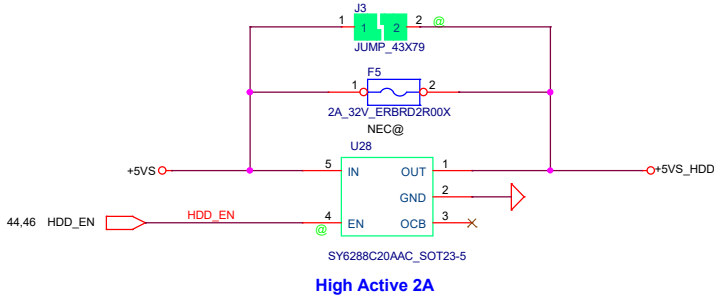 J3
1 1 2 2 @
JUMP_43X79
F5
1 2
2A_32V_ERBRD2R00X
NEC@
U28
+5VS 5 IN OUT 1 +5VS_HDD
GND 2
44,46 HDD_EN HDD_EN 4 EN OCB 3
@
SY6288C20AAC_SOT23-5
High Active 2A